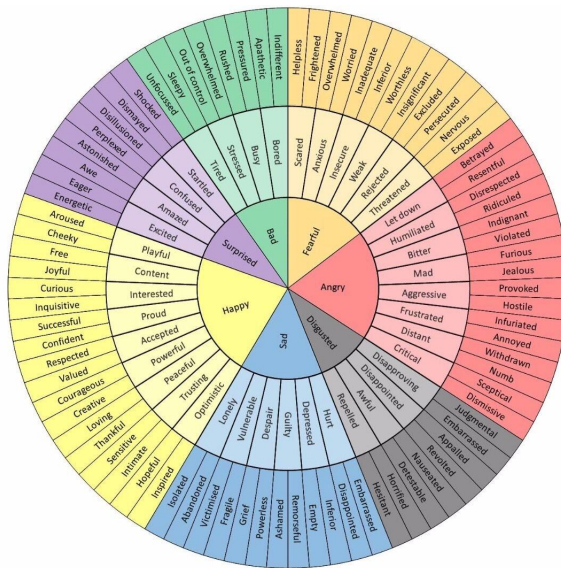 Bad
Fearful
Angry
Disgusted
Sad
Happy
Surprised
Tired
Stressed
Busy
Bored
Scared
Anxious
Insecure
Weak
Rejected
Threatened
Let down
Humiliated
Bitter
Mad
Aggressive
Frustrated
Distant
Critical
Disapproving
Disappointed
Awful
Repelled
Hurt
Depressed
Guilty
Despair
Vulnerable
Lonely
Optimistic
Trusting
Peaceful
Powerful
Accepted
Proud
Interested
Content
Playful
Excited
Amazed
Confused
Startled
Unfocussed
Sleepy
Out of control
Overwhelmed
Rushed
Pressured
Apathetic
Indifferent
Helpless
Frightened
Overwhelmed
Worried
Inadequate
Inferior
Worthless
Insignificant
Excluded
Persecuted
Nervous
Exposed
Betrayed
Resentful
Disrespected
Ridiculed
Indignant
Violated
Furious
Jealous
Provoked
Hostile
Infuriated
Annoyed
Withdrawn
Numb
Sceptical
Dismissive
Judgmental
Embarrassed
Appalled
Revolted
Nauseated
Detestable
Horrified
Hesitant
Embarrassed
Disappointed
Inferior
Empty
Remorseful
Ashamed
Powerless
Grief
Fragile
Victimised
Abandoned
Isolated
Inspired
Hopeful
Intimate
Sensitive
Thankful
Loving
Creative
Courageous
Valued
Respected
Confident
Successful
Inquisitive
Curious
Joyful
Free
Cheeky
Aroused
Energetic
Eager
Awe
Astonished
Perplexed
Disillusioned
Dismayed
Shocked